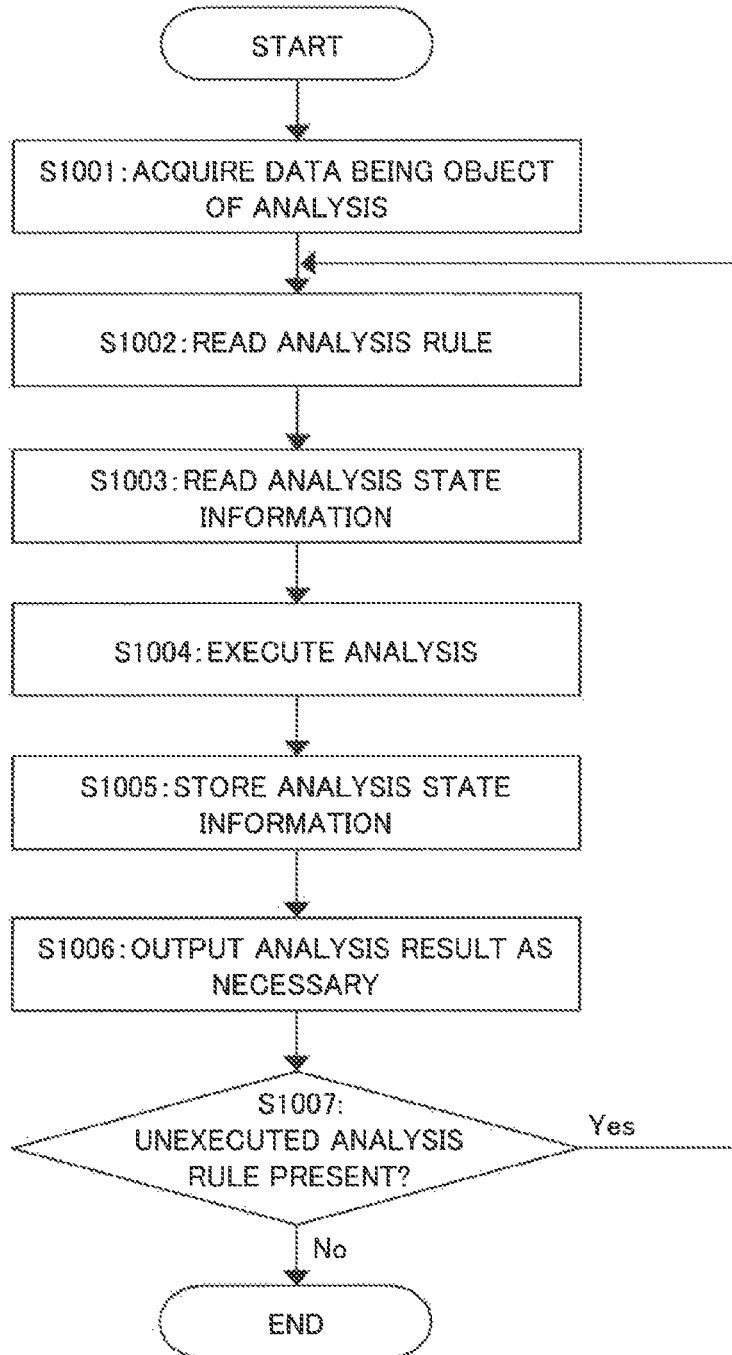 START
S1001:ACQUIRE DATA BEING OBJECT
OF ANALYSIS
S1002:READ ANALYSIS RULE
S1003:READ ANALYSIS STATE
INFORMATION
S1004:EXECUTE ANALYSIS
S1005:STORE ANALYSIS STATE
INFORMATION
S1006:OUTPUT ANALYSIS RESULT AS
NECESSARY
S1007:
UNEXECUTED ANALYSIS
RULE PRESENT?
Yes
No
END